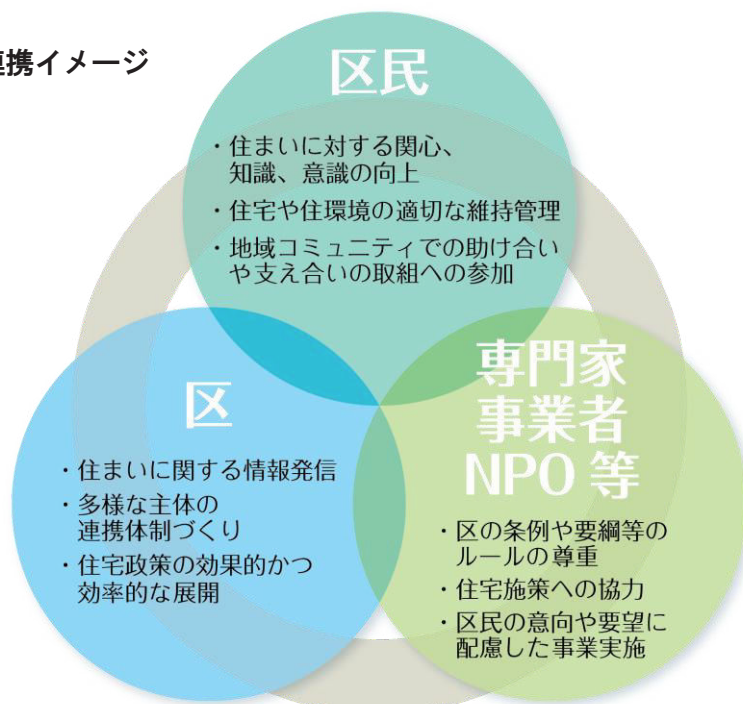 連携イメージ
区民
・住まいに対する関心、
知識、意識の向上
・住宅や住環境の適切な維持管理
・地域コミュニティでの助け合い
や支え合いの取組への参加
区
・住まいに関する情報発信
・多様な主体の
連携体制づくり
・住宅政策の効果的かつ
効率的な展開
専門家
事業者
NPO 等
・区の条例や要綱等の
ルールの尊重
・住宅施策への協力
・区民の意向や要望に
配慮した事業実施